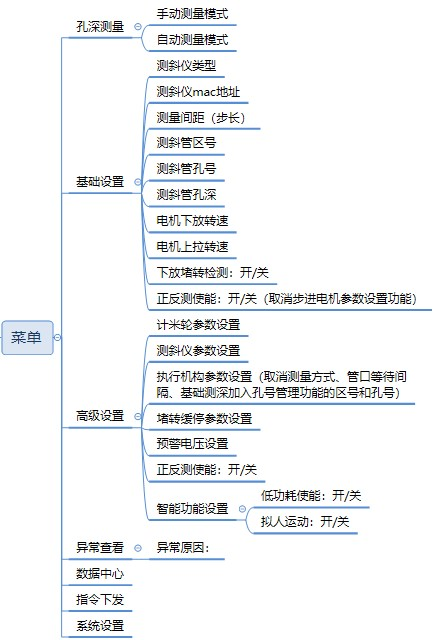 菜单
孔深测量
手动测量模式
自动测量模式
基础设置
测斜仪类型
测斜仪mac地址
测量间距（步长）
测斜管区号
测斜管孔号
测斜管孔深
电机下放转速
电机上拉转速
下放堵转检测：开/关
正反测使能：开/关（取消步进电机参数设置功能）
高级设置
计米轮参数设置
测斜仪参数设置
执行机构参数设置（取消测量方式、管口等待间
隔、基础测深加入孔号管理功能的区号和孔号）
堵转缓停参数设置
预警电压设置
正反测使能：开/关
智能功能设置
低功耗使能：开/关
拟人运动：开/关
异常查看
异常原因：
数据中心
指令下发
系统设置